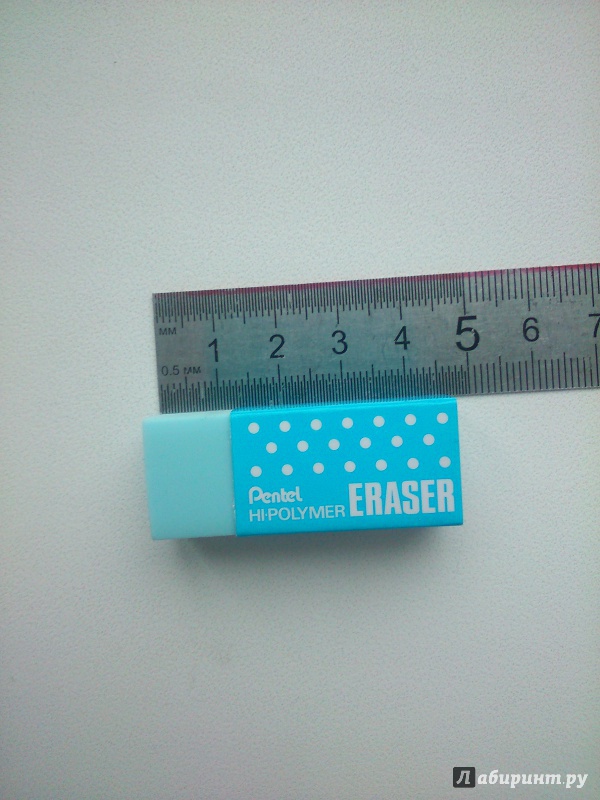 мм
1 2 3 4 5 6 7
0.5 мм
Pentel
HI-POLYMER ERASER
Лабиринт.ру